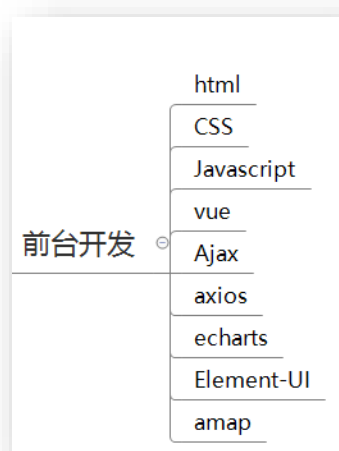 前台开发
html
CSS
Javascript
vue
Ajax
axios
echarts
Element-UI
amap